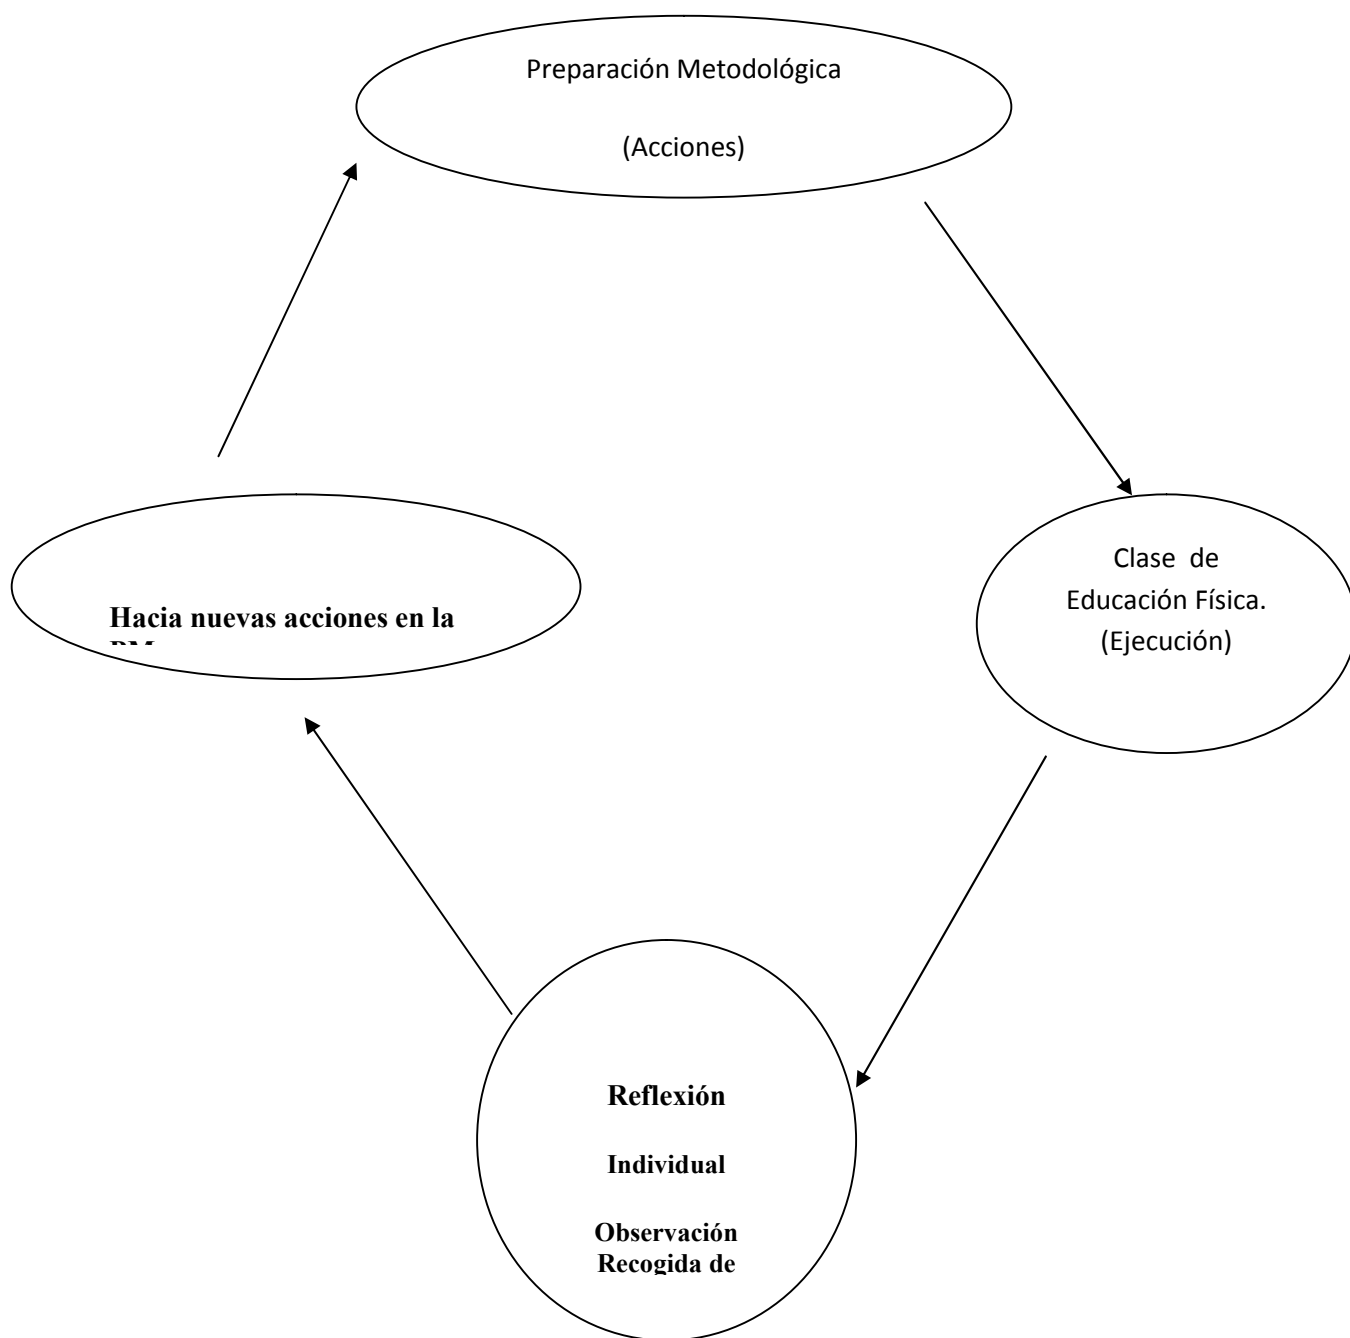 Preparación Metodológica
(Acciones)
Clase de
Educación Física.
(Ejecución)
Hacia nuevas acciones en la
Reflexión
Individual
Observación
Recogida de